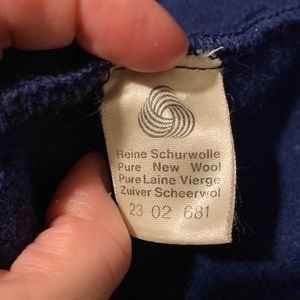 Reine Schurwolle
Pure New Wool
Pure Laine Vierge
Zuiver Scheerwol
23 02 681